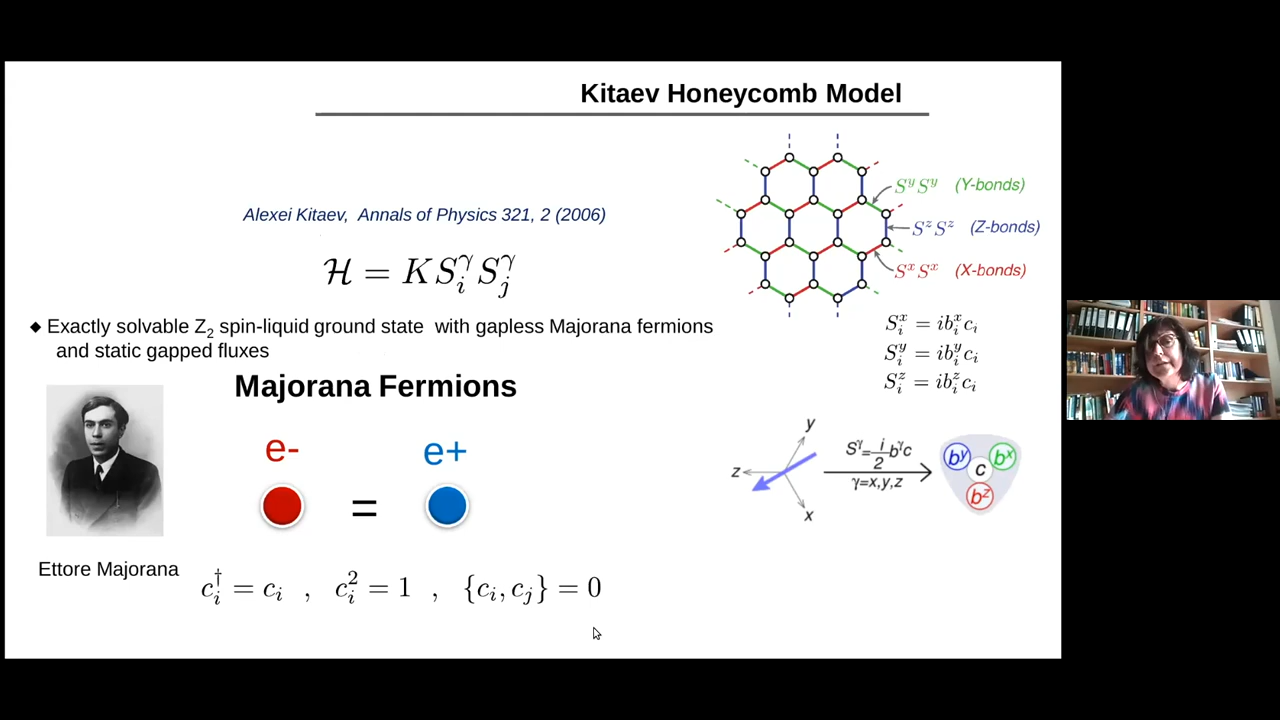 Kitaev Honeycomb Model
Alexei Kitaev, Annals of Physics 321, 2 (2006)
ℋ = K S_i^γ S_j^γ
◆ Exactly solvable Z₂ spin-liquid ground state with gapless Majorana fermions
and static gapped fluxes
Majorana Fermions
e- e+
=
Ettore Majorana
c_i^† = c_i , c_i^2 = 1 , {c_i, c_j} = 0
S^y S^y (Y-bonds)
S^z S^z (Z-bonds)
S^x S^x (X-bonds)
S_i^x = i b_i^x c_i
S_i^y = i b_i^y c_i
S_i^z = i b_i^z c_i
y
z
x
S^γ = i/2 b^γ c
γ=x,y,z
b^y c b^x
b^z